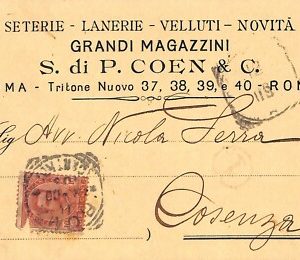 SETERIE - LANERIE - VELLUTI - NOVITÀ
GRANDI MAGAZZINI
S. di P. COEN & C.
MA - Tritone Nuovo 37, 38, 39, e 40 - RON
Sig Avv. Nicola Serra
Cosenza